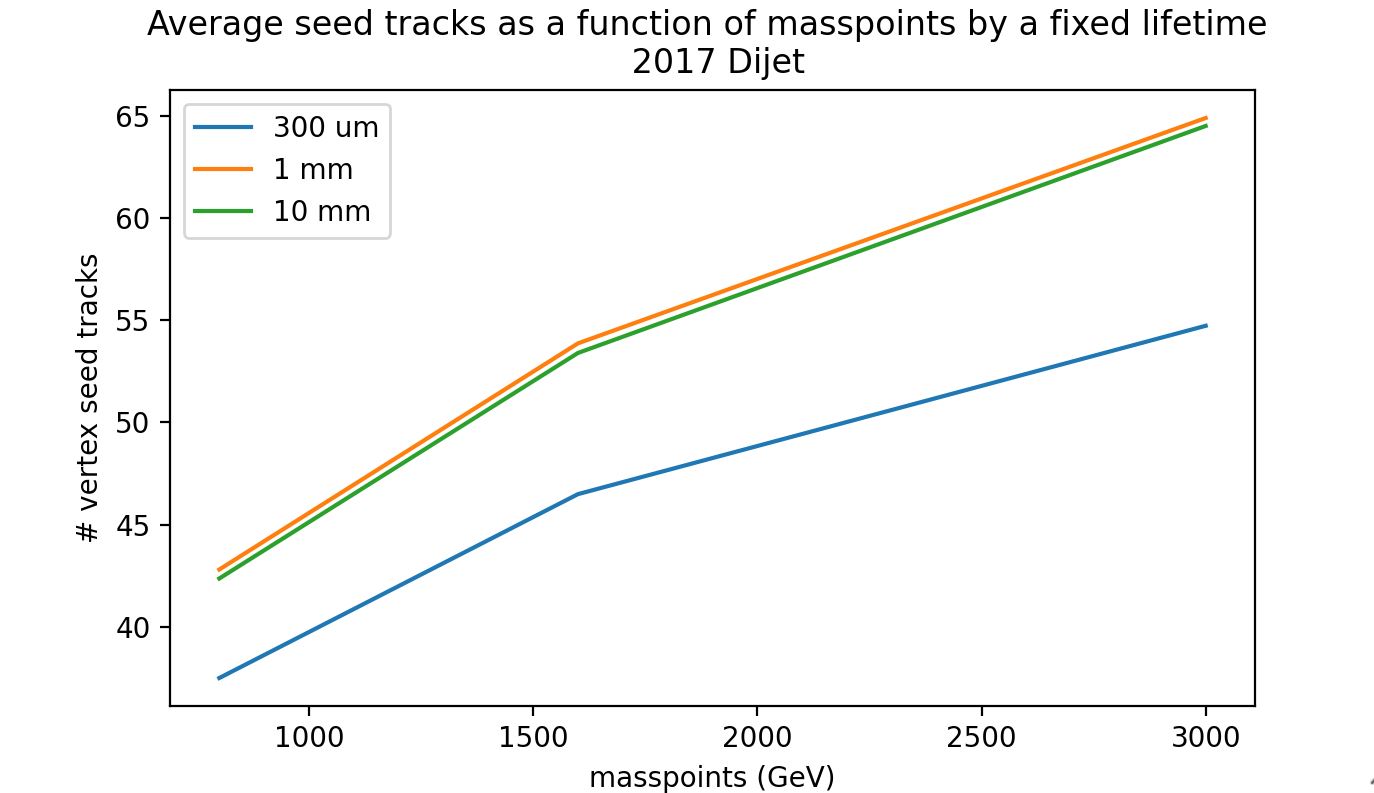 Average seed tracks as a function of masspoints by a fixed lifetime
2017 Dijet
65
60
55
50
45
40
# vertex seed tracks
300 um
1 mm
10 mm
1000 1500 2000 2500 3000
masspoints (GeV)